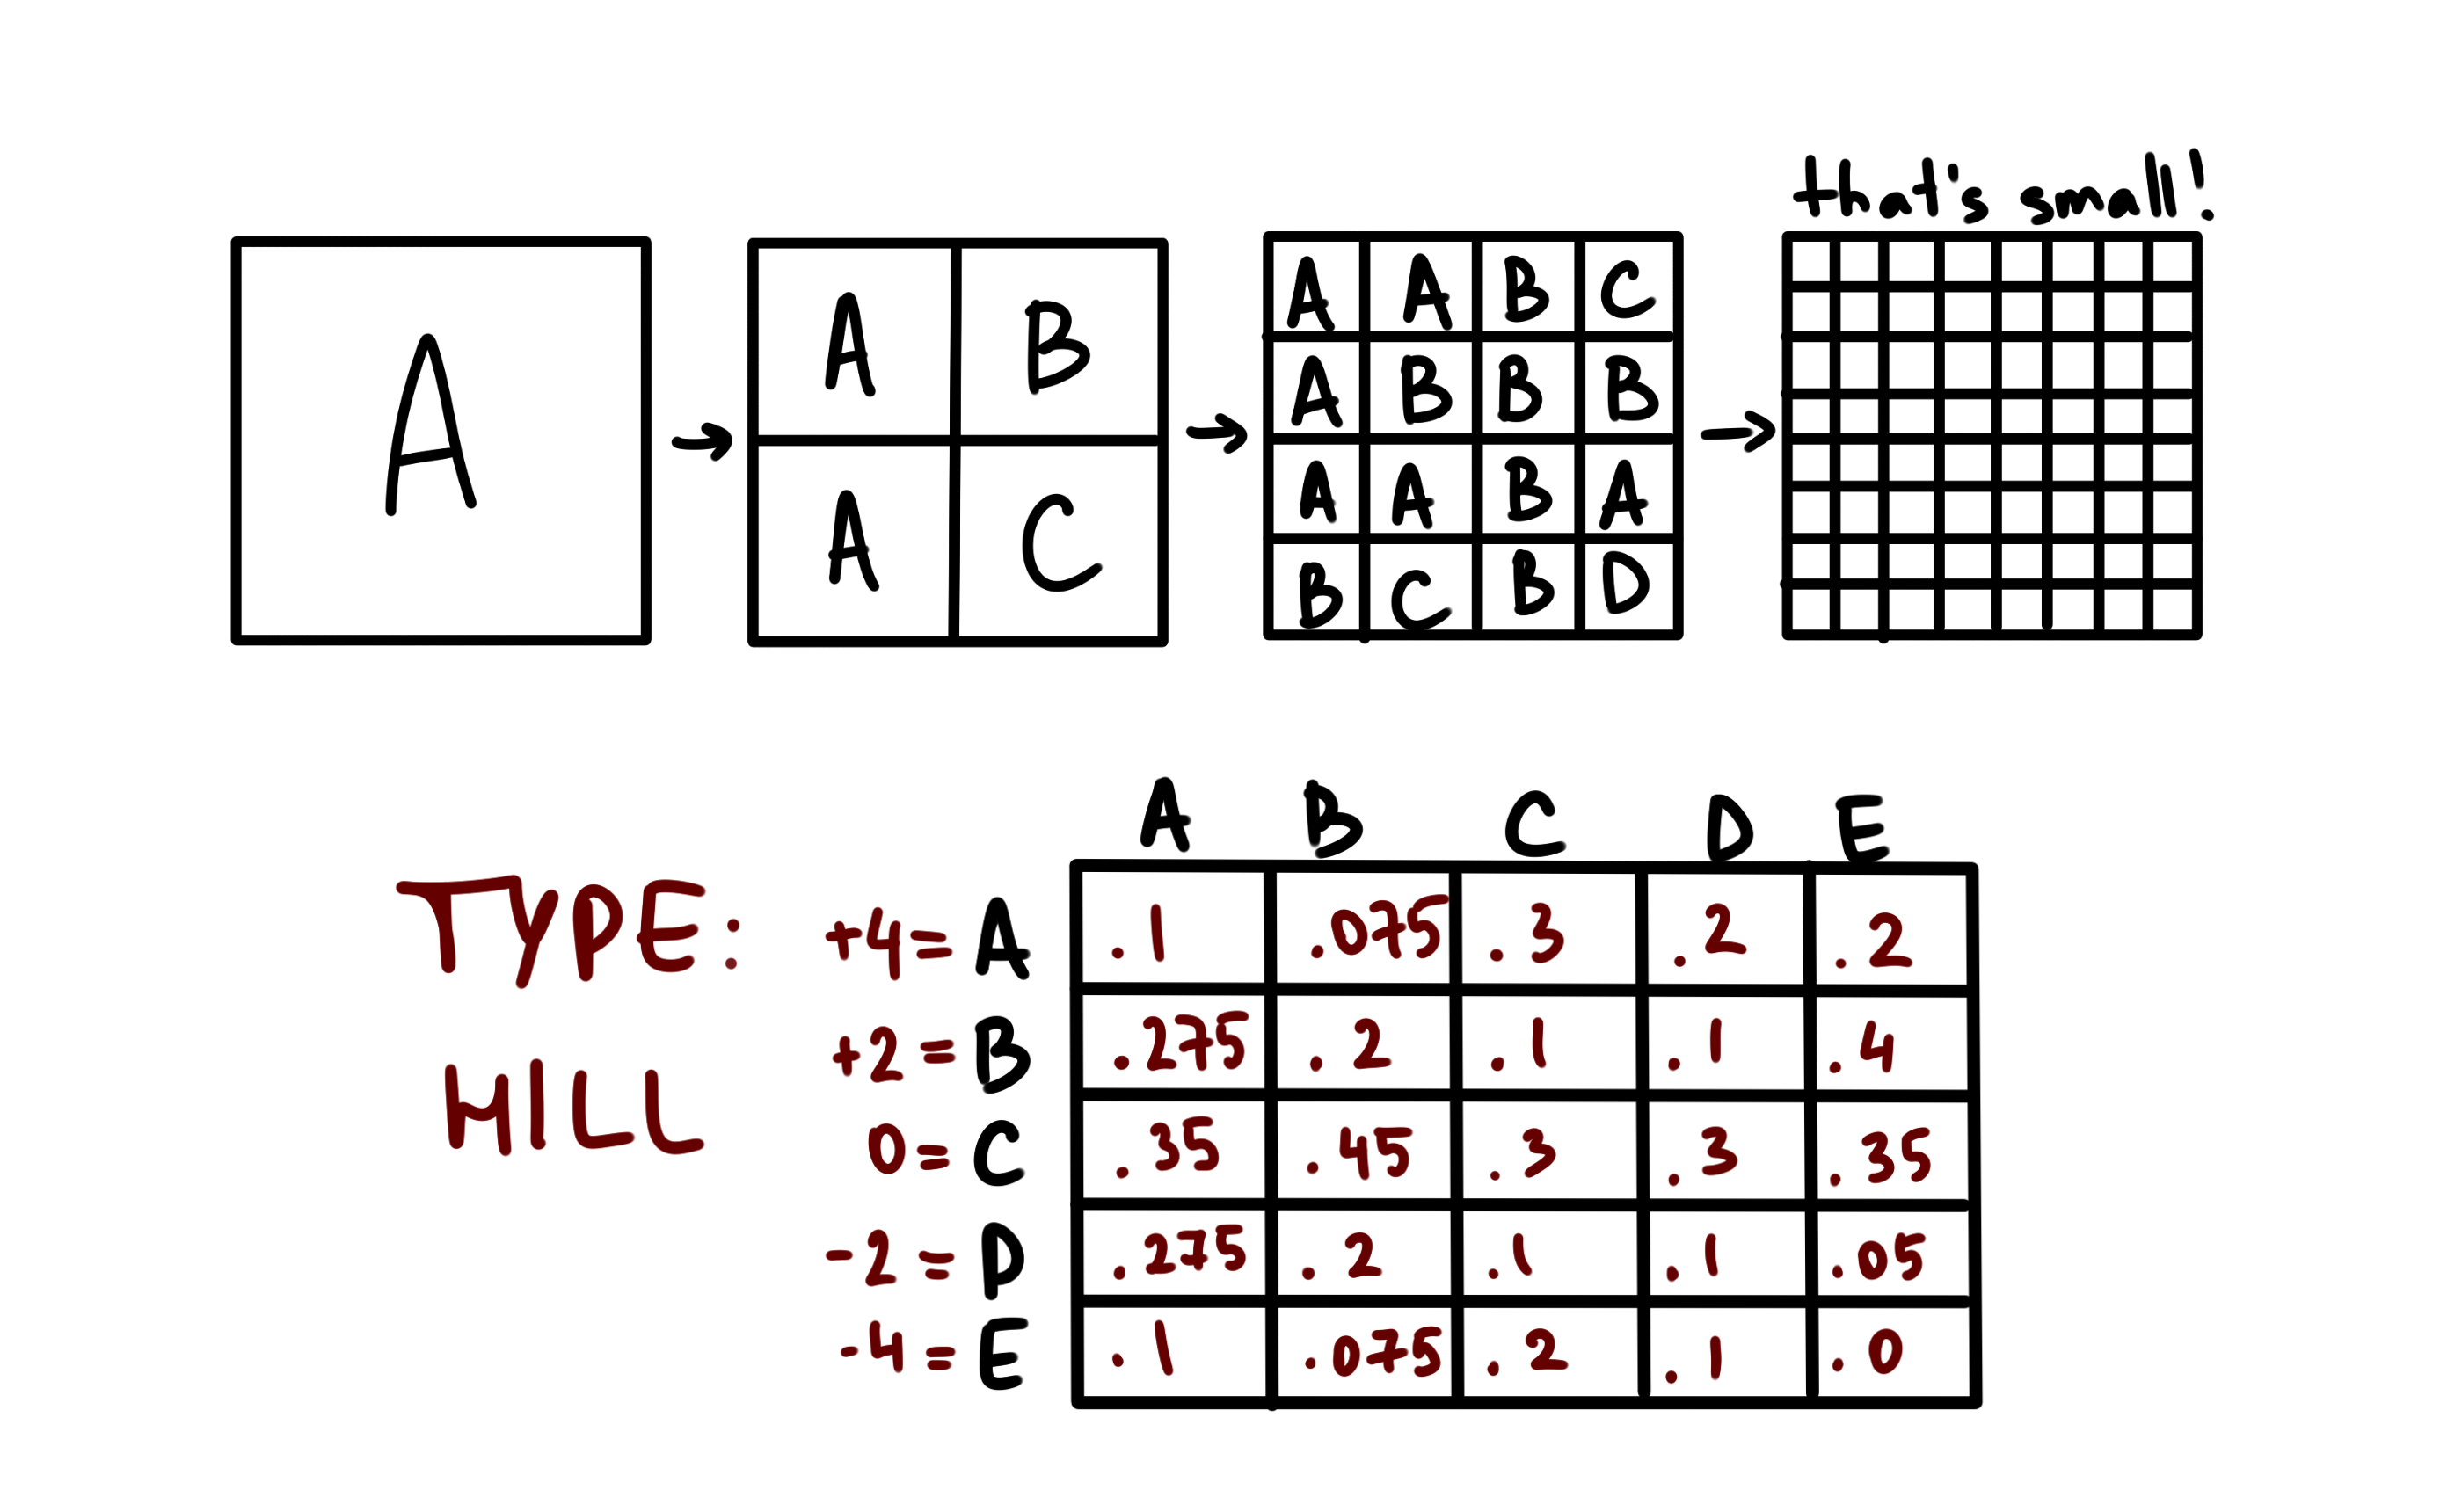 that's small!
A
A B
A C
A A B C
A B B B
A A B A
B C B D
TYPE:
HILL
A B C D E
+4=A .1 .075 .3 .2 .2
+2=B .275 .2 .1 .1 .4
0=C .35 .45 .3 .3 .35
-2=D .275 .2 .1 .1 .05
-4=E .1 .075 .2 .1 .0